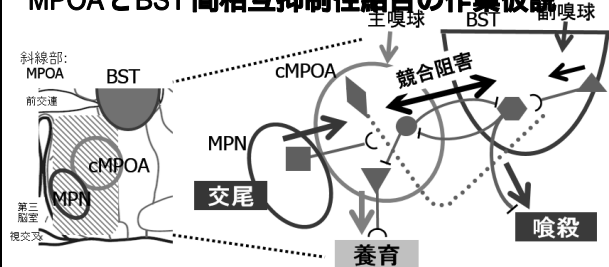 MPOAとBST間相互抑制性結合の作業仮説
主嗅球
BST
副嗅球
斜線部:
MPOA
BST
cMPOA
競合阻害
前交連
cMPOA
MPN
MPN
交尾
第三
脳室
視交叉
喰殺
養育